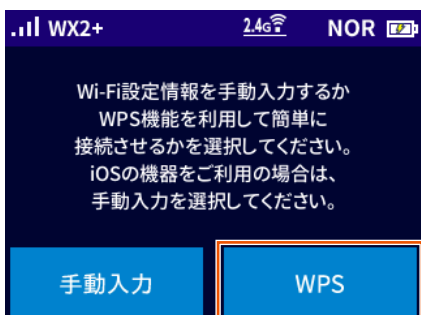 WX2+ 2.4G NOR
Wi-Fi設定情報を手動入力するか
WPS機能を利用して簡単に
接続させるかを選択してください。
iOSの機器をご利用の場合は、
手動入力を選択してください。
手動入力 WPS